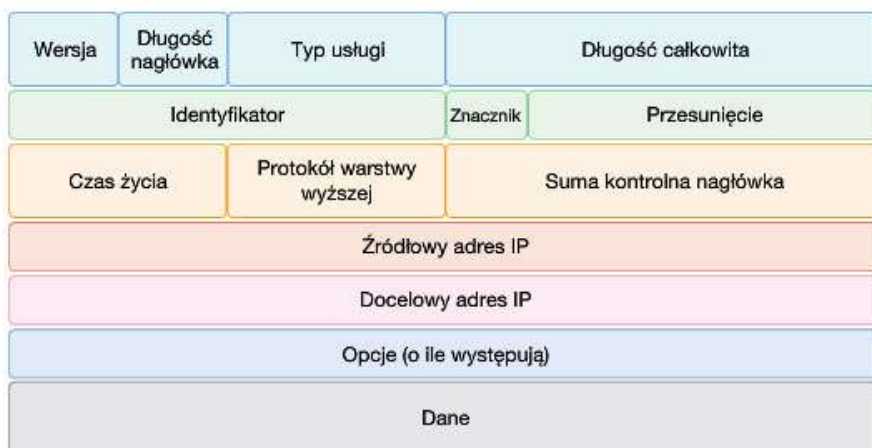 Wersja
Długość
nagłówka
Typ usługi
Długość całkowita
Identyfikator
Znacznik
Przesunięcie
Czas życia
Protokół warstwy
wyższej
Suma kontrolna nagłówka
Źródłowy adres IP
Docelowy adres IP
Opcje (o ile występują)
Dane